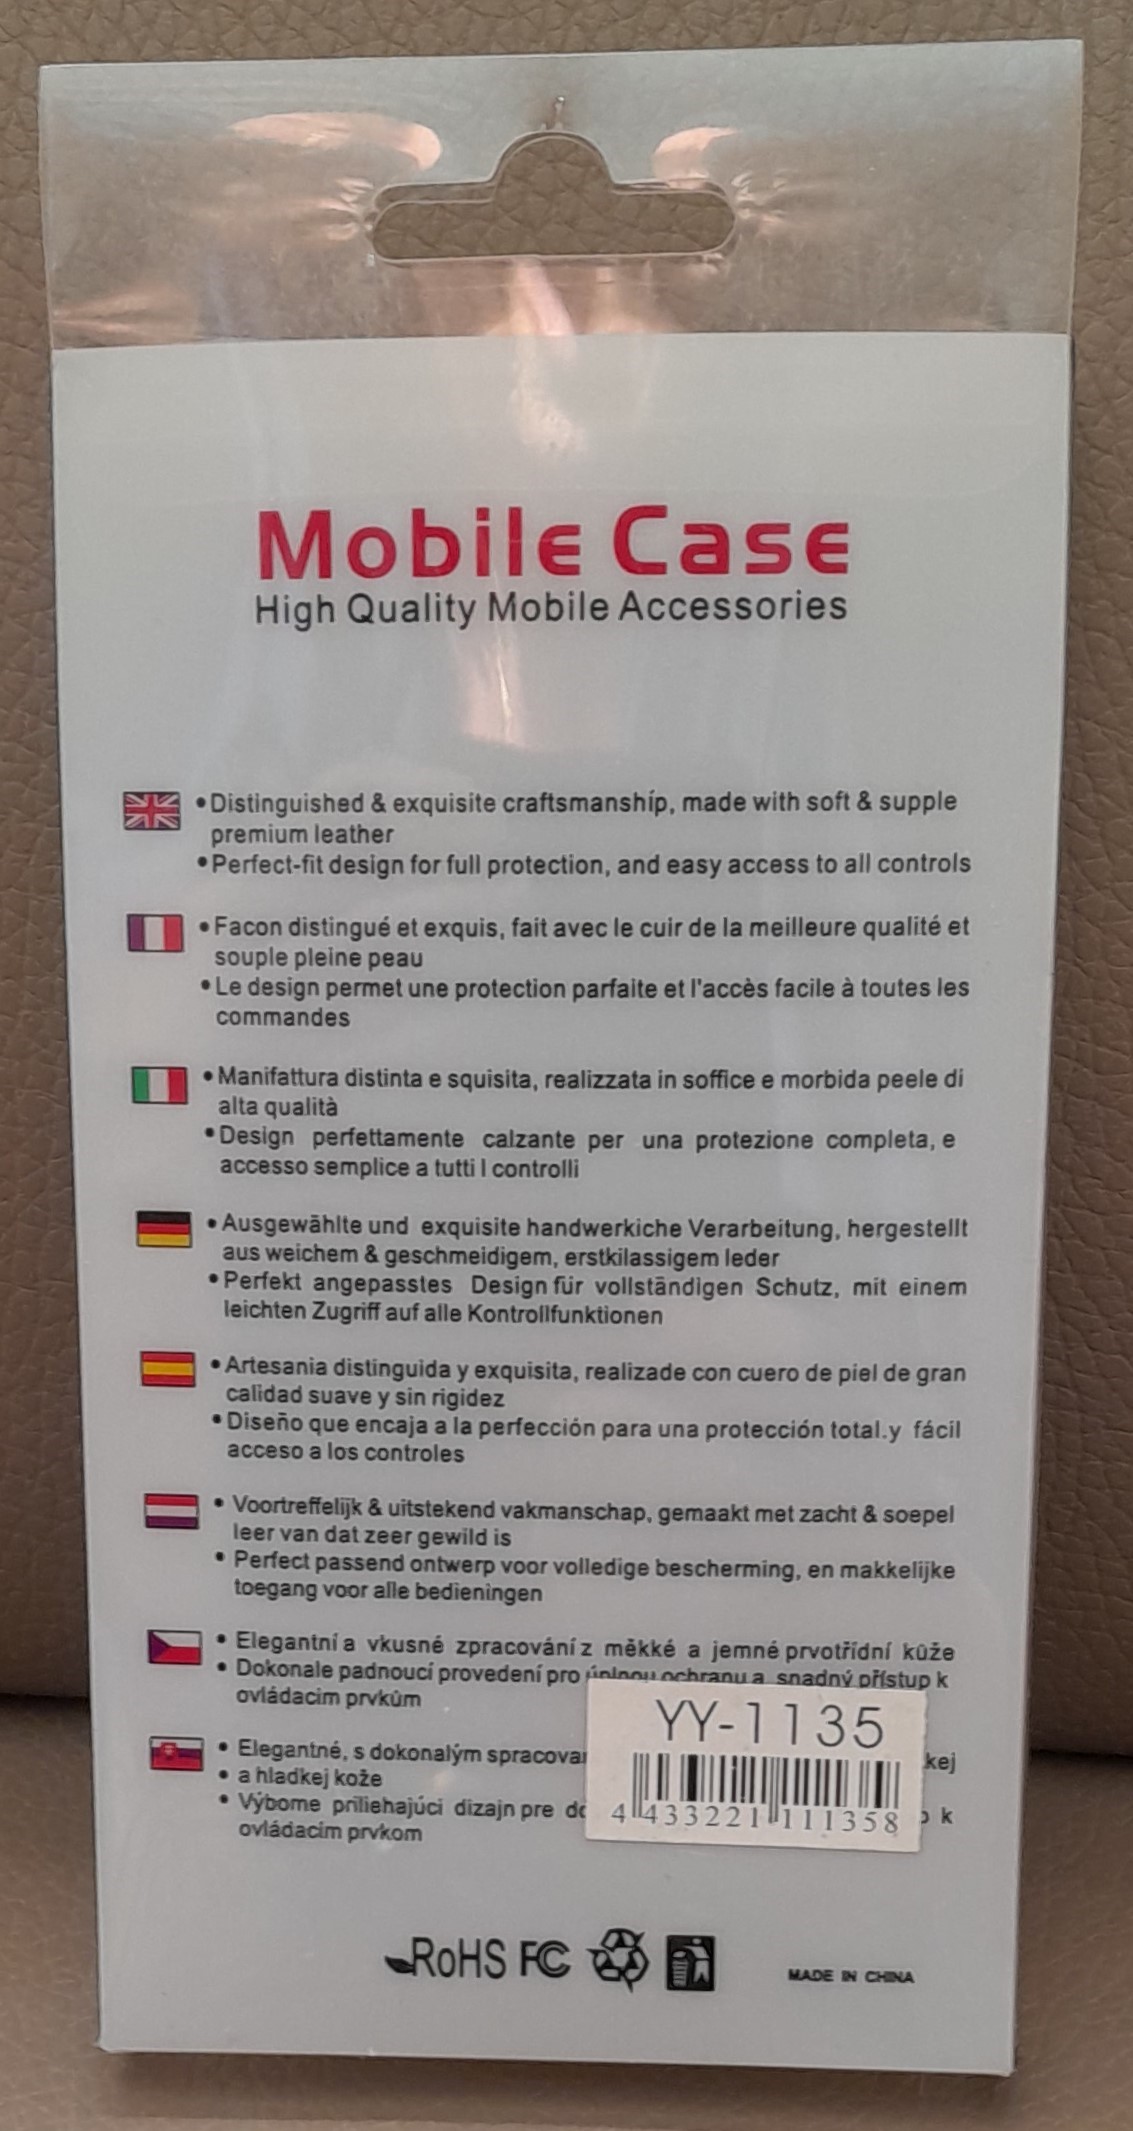 Mobile Case
High Quality Mobile Accessories
•Distinguished & exquisite craftsmanshíp, made with soft & supple
premium leather
•Perfect-fit design for full protection, and easy access to all controls
•Facon distingué et exquis, fait avec le cuir de la meilleure qualité et
souple pleine peau
•Le design permet une protection parfaite et l'accès facile à toutes les
commandes
•Manifattura distinta e squisita, realizzata in soffice e morbida peele di
alta qualità
•Design perfettamente calzante per una protezione completa, e
accesso semplice a tutti I controlli
•Ausgewählte und exquisite handwerkiche Verarbeitung, hergestellt
aus weichem & geschmeidigem, erstkilassigem leder
•Perfekt angepasstes Design für vollständigen Schutz, mit einem
leichten Zugriff auf alle Kontrollfunktionen
•Artesania distinguida y exquisita, realizade con cuero de piel de gran
calidad suave y sin rigidez
•Diseño que encaja a la perfección para una protección total.y fácil
acceso a los controles
• Voortreffelijk & uitstekend vakmanschap, gemaakt met zacht & soepel
leer van dat zeer gewild is
• Perfect passend ontwerp voor volledige bescherming, en makkelijke
toegang voor alle bedieningen
• Elegantní a vkusné zpracování z měkké a jemné prvotřídní kůže
• Dokonale padnoucí provedení pro úplnou ochranu a snadný přístup k
ovládacim prvkům
• Elegantné, s dokonalým kej
• a hladkej kože
• Výborne priliehajúci dizajn pre k
ovládacím prvkom
YY-1135
4 433221 111358
RoHS FC
MADE IN CHINA